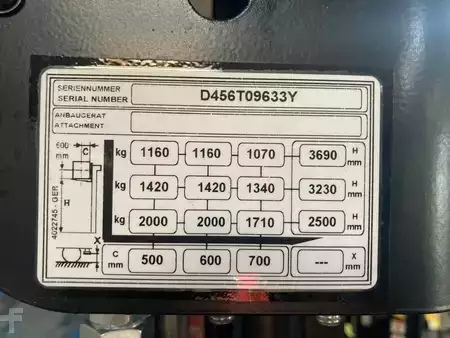 SERIENNUMMER
SERIAL NUMBER D456T09633Y
ANBAUGERÄT
ATTACHMENT
600 mm C kg 1160 1160 1070 3690 H mm
H kg 1420 1420 1340 3230 H mm
kg 2000 2000 1710 2500 H mm
X C mm 500 600 700 --- X mm
4022745 - GER
F